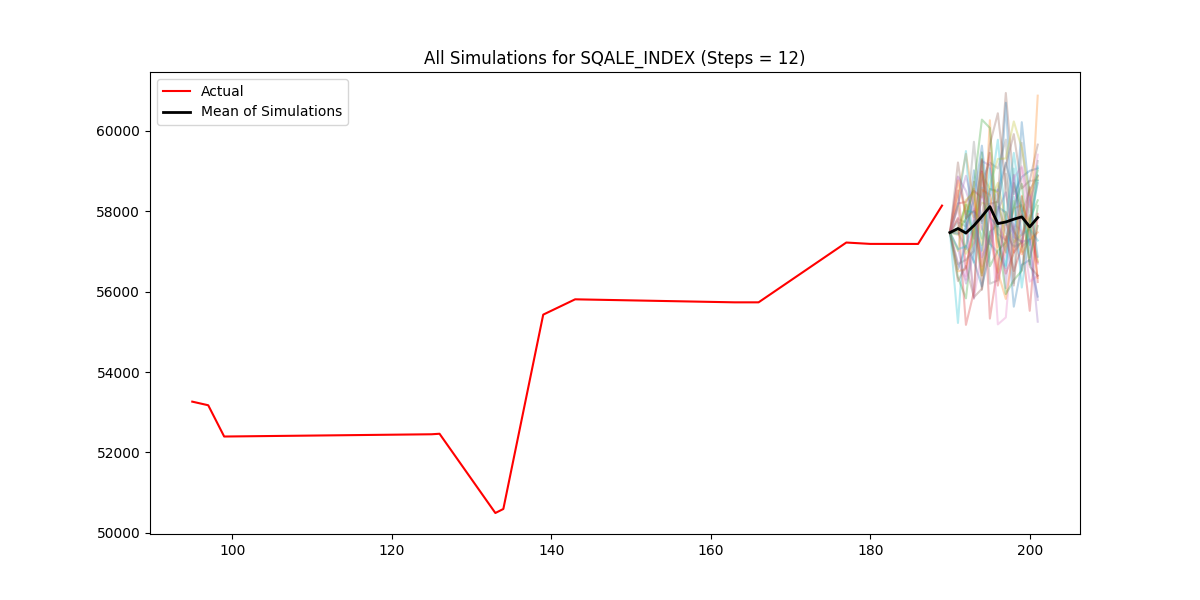 All Simulations for SQALE_INDEX (Steps = 12)
Actual
Mean of Simulations
60000
58000
56000
54000
52000
50000
100 120 140 160 180 200